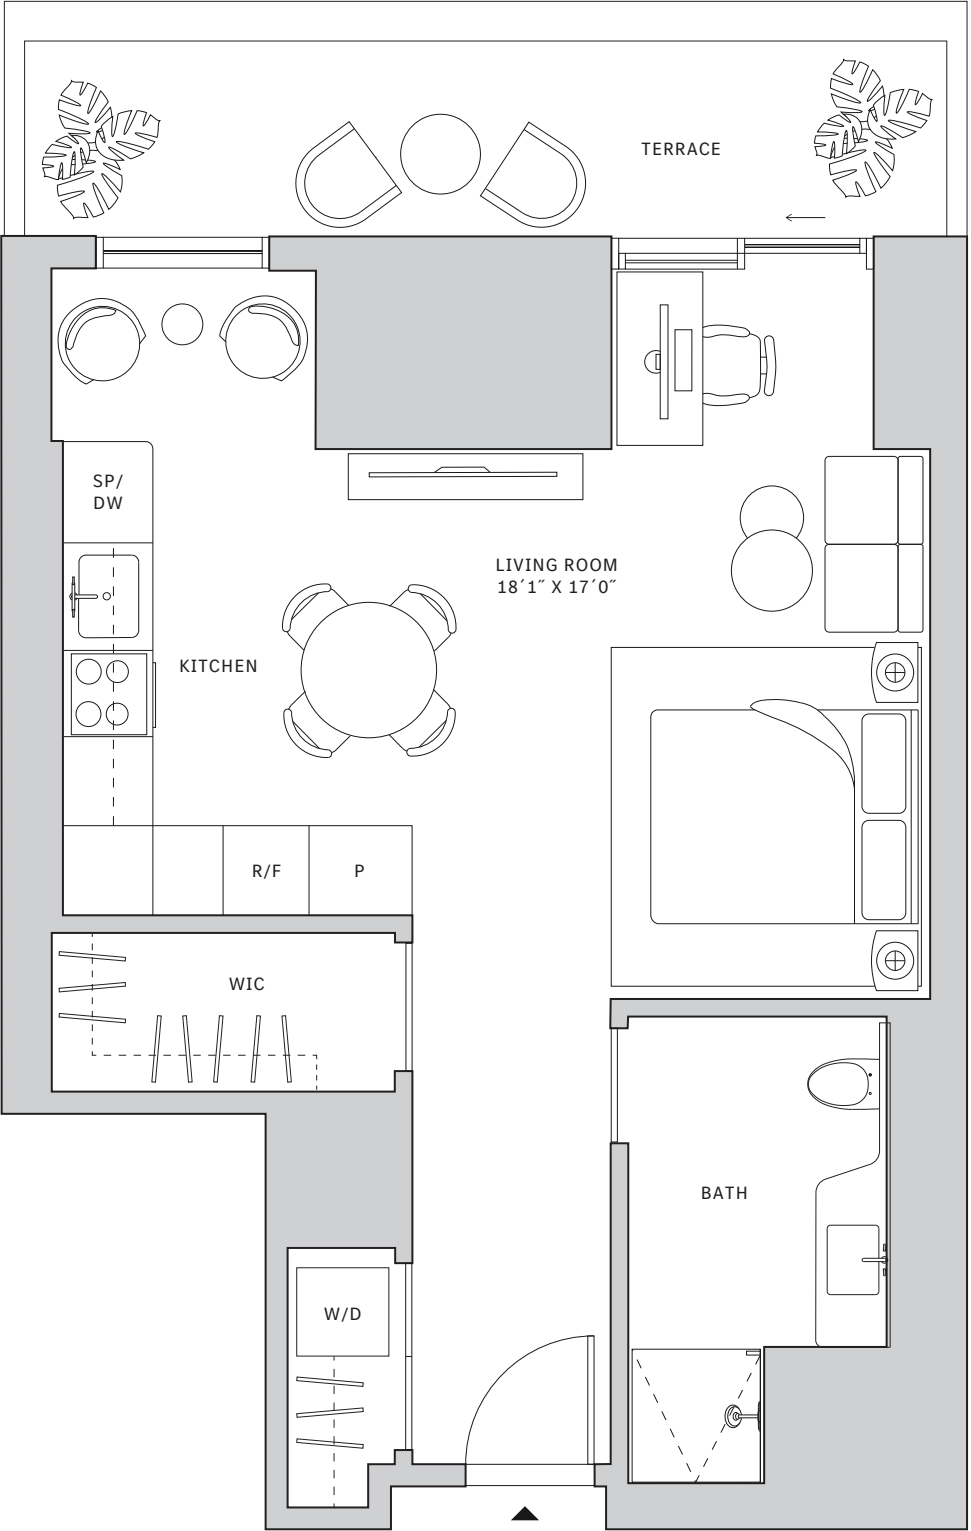 TERRACE
SP/
DW
LIVING ROOM
18´1˝ X 17´0˝
KITCHEN
R/F
P
WIC
BATH
W/D